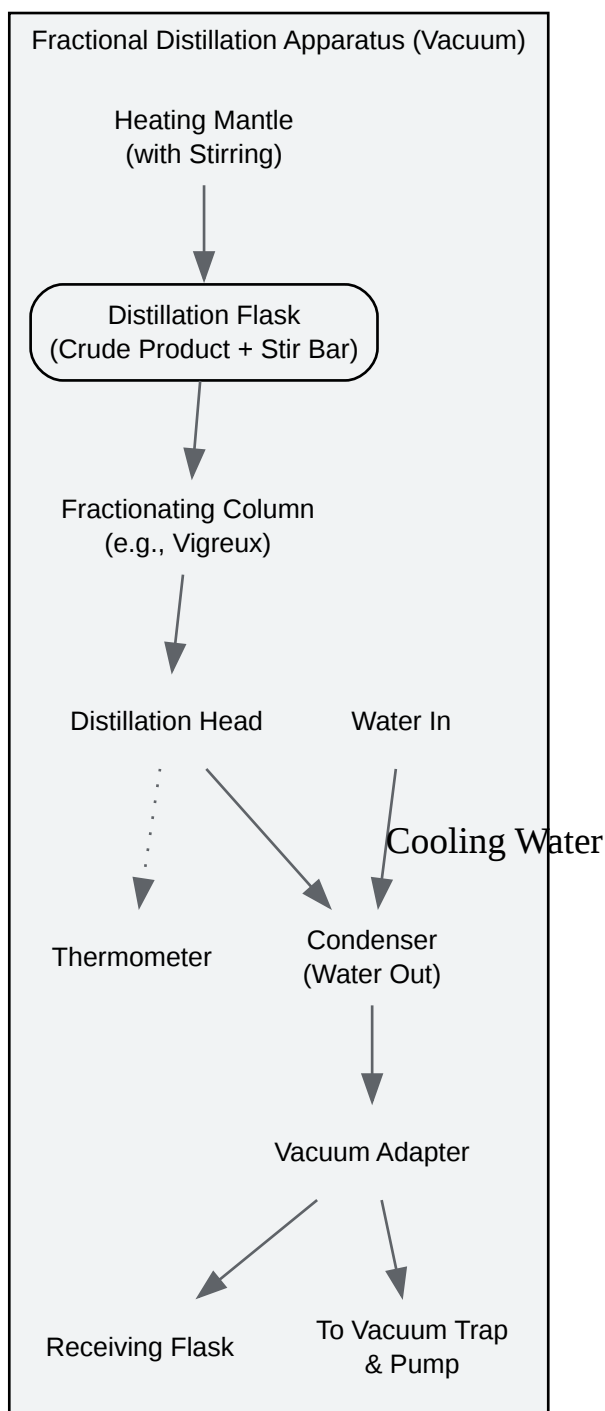 Fractional Distillation Apparatus (Vacuum)
Heating Mantle
(with Stirring)
Distillation Flask
(Crude Product + Stir Bar)
Fractionating Column
(e.g., Vigreux)
Distillation Head
Water In
Cooling Water
Thermometer
Condenser
(Water Out)
Vacuum Adapter
Receiving Flask
To Vacuum Trap
& Pump